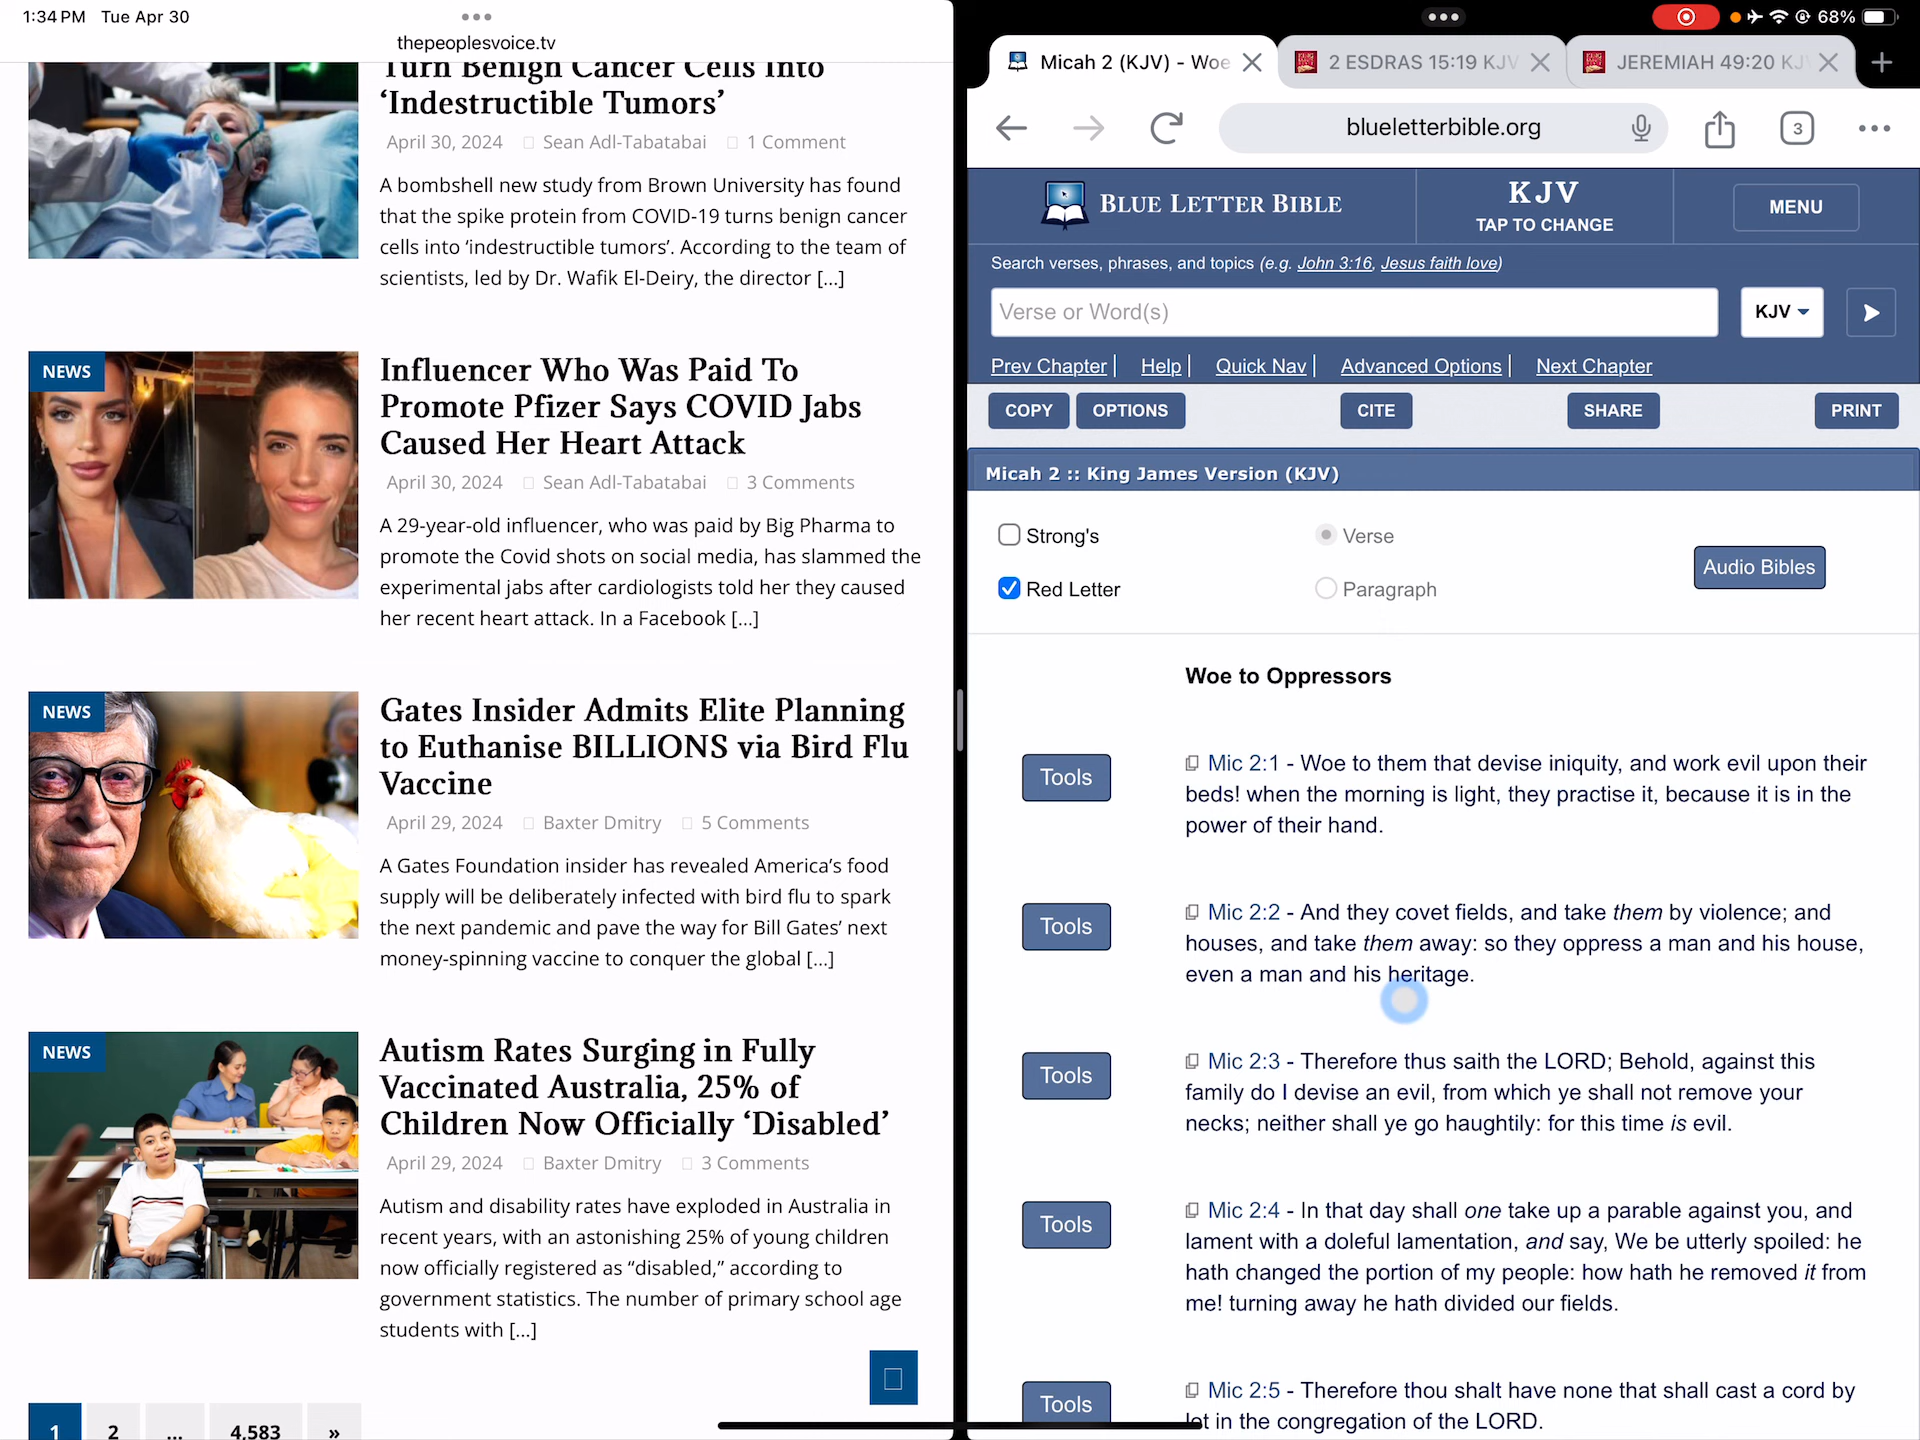 1:34 PM Tue Apr 30
thepeoplesvoice.tv
Turn Benign Cancer Cells Into
‘Indestructible Tumors’
April 30, 2024 Sean Adl-Tabatabai 1 Comment
A bombshell new study from Brown University has found
that the spike protein from COVID-19 turns benign cancer
cells into ‘indestructible tumors’. According to the team of
scientists, led by Dr. Wafik El-Deiry, the director [...]
NEWS
Influencer Who Was Paid To
Promote Pfizer Says COVID Jabs
Caused Her Heart Attack
April 30, 2024 Sean Adl-Tabatabai 3 Comments
A 29-year-old influencer, who was paid by Big Pharma to
promote the Covid shots on social media, has slammed the
experimental jabs after cardiologists told her they caused
her recent heart attack. In a Facebook [...]
NEWS
Gates Insider Admits Elite Planning
to Euthanise BILLIONS via Bird Flu
Vaccine
April 29, 2024 Baxter Dmitry 5 Comments
A Gates Foundation insider has revealed America’s food
supply will be deliberately infected with bird flu to spark
the next pandemic and pave the way for Bill Gates’ next
money-spinning vaccine to conquer the global [...]
NEWS
Autism Rates Surging in Fully
Vaccinated Australia, 25% of
Children Now Officially ‘Disabled’
April 29, 2024 Baxter Dmitry 3 Comments
Autism and disability rates have exploded in Australia in
recent years, with an astonishing 25% of young children
now officially registered as “disabled,” according to
government statistics. The number of primary school age
students with [...]
1 2 ... 4,583 »
68%
Micah 2 (KJV) - Woe 2 ESDRAS 15:19 KJV JEREMIAH 49:20 KJV
blueletterbible.org 3
BLUE LETTER BIBLE
KJV
TAP TO CHANGE
MENU
Search verses, phrases, and topics (e.g. John 3:16, Jesus faith love)
Verse or Word(s) KJV
Prev Chapter | Help | Quick Nav | Advanced Options | Next Chapter
COPY OPTIONS CITE SHARE PRINT
Micah 2 :: King James Version (KJV)
Strong's Verse
Audio Bibles
Red Letter Paragraph
Woe to Oppressors
Tools
Mic 2:1 - Woe to them that devise iniquity, and work evil upon their
beds! when the morning is light, they practise it, because it is in the
power of their hand.
Tools
Mic 2:2 - And they covet fields, and take them by violence; and
houses, and take them away: so they oppress a man and his house,
even a man and his heritage.
Tools
Mic 2:3 - Therefore thus saith the LORD; Behold, against this
family do I devise an evil, from which ye shall not remove your
necks; neither shall ye go haughtily: for this time is evil.
Tools
Mic 2:4 - In that day shall one take up a parable against you, and
lament with a doleful lamentation, and say, We be utterly spoiled: he
hath changed the portion of my people: how hath he removed it from
me! turning away he hath divided our fields.
Tools
Mic 2:5 - Therefore thou shalt have none that shall cast a cord by
lot in the congregation of the LORD.